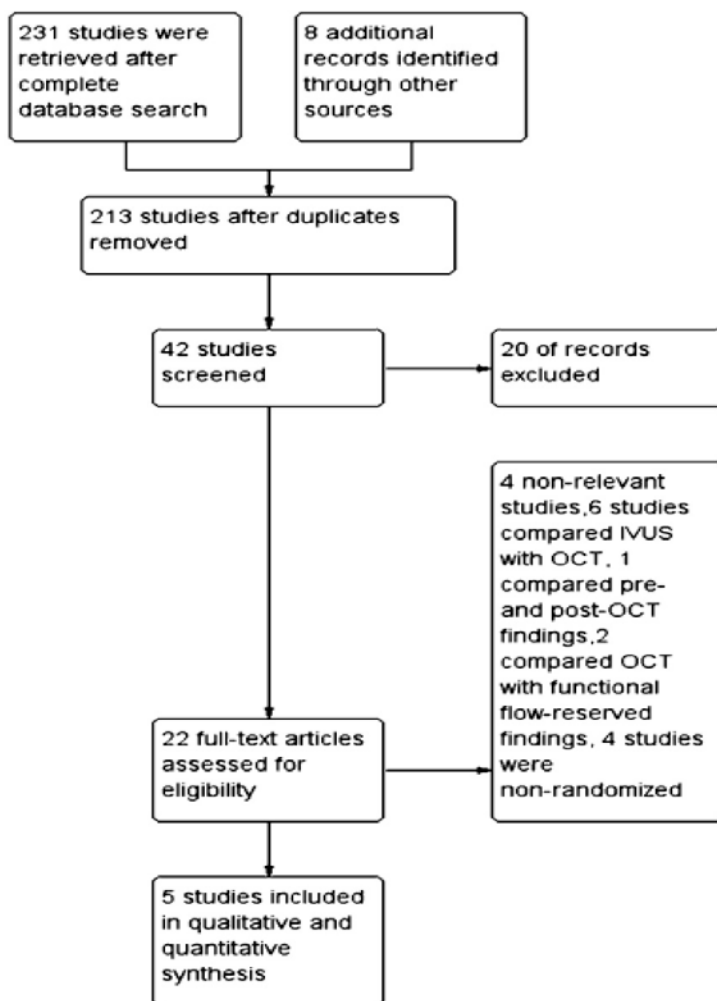 231 studies were
retrieved after
complete
database search
8 additional
records identified
through other
sources
213 studies after duplicates
removed
42 studies
screened
20 of records
excluded
4 non-relevant
studies,6 studies
compared IVUS
with OCT, 1
compared pre-
and post-OCT
findings,2
compared OCT
with functional
flow-reserved
findings, 4 studies
were
non-randomized
22 full-text articles
assessed for
eligibility
5 studies included
in qualitative and
quantitative
synthesis